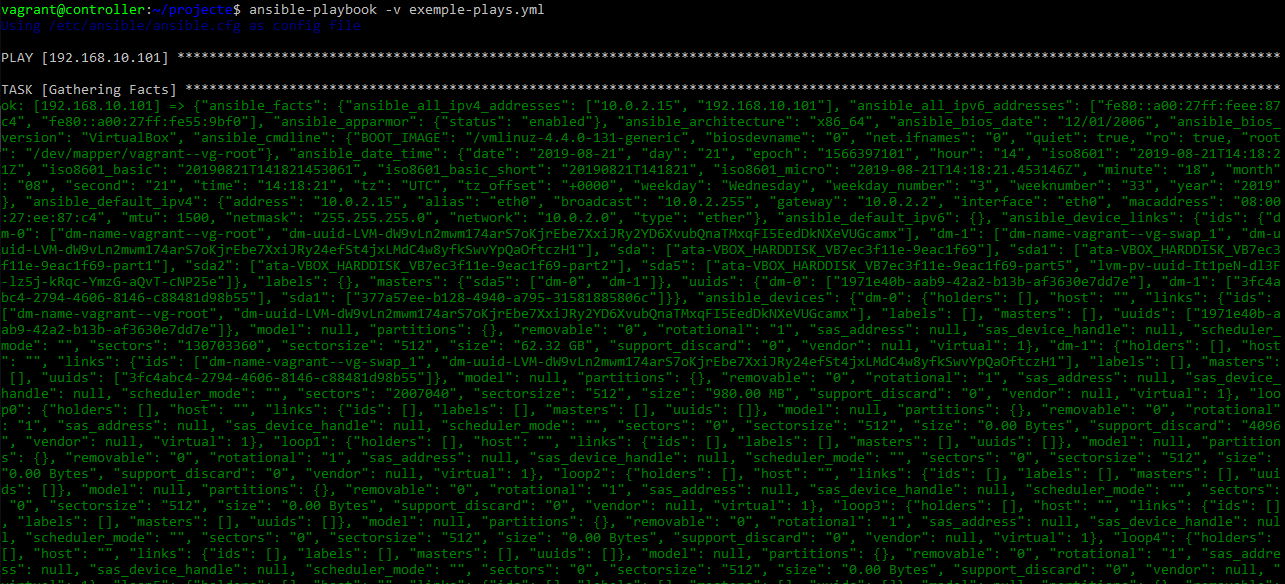 vagrant@controller:~/projecte$ ansible-playbook -v exemple-plays.yml
Using /etc/ansible/ansible.cfg as config file
PLAY [192.168.10.101] ******************************************************************************************************************************************
TASK [Gathering Facts] *****************************************************************************************************************************************
ok: [192.168.10.101] => {"ansible_facts": {"ansible_all_ipv4_addresses": ["10.0.2.15", "192.168.10.101"], "ansible_all_ipv6_addresses": ["fe80::a00:27ff:feee:87
c4", "fe80::a00:27ff:fe55:9bf0"], "ansible_apparmor": {"status": "enabled"}, "ansible_architecture": "x86_64", "ansible_bios_date": "12/01/2006", "ansible_bios_
version": "VirtualBox", "ansible_cmdline": {"BOOT_IMAGE": "/vmlinuz-4.4.0-131-generic", "biosdevname": "0", "net.ifnames": "0", "quiet": true, "ro": true, "root
": "/dev/mapper/vagrant--vg-root"}, "ansible_date_time": {"date": "2019-08-21", "day": "21", "epoch": "1566397101", "hour": "14", "iso8601": "2019-08-21T14:18:2
1Z", "iso8601_basic": "20190821T141821453061", "iso8601_basic_short": "20190821T141821", "iso8601_micro": "2019-08-21T14:18:21.453146Z", "minute": "18", "month"
: "08", "second": "21", "time": "14:18:21", "tz": "UTC", "tz_offset": "+0000", "weekday": "Wednesday", "weekday_number": "3", "weeknumber": "33", "year": "2019"
}, "ansible_default_ipv4": {"address": "10.0.2.15", "alias": "eth0", "broadcast": "10.0.2.255", "gateway": "10.0.2.2", "interface": "eth0", "macaddress": "08:00
:27:ee:87:c4", "mtu": 1500, "netmask": "255.255.255.0", "network": "10.0.2.0", "type": "ether"}, "ansible_default_ipv6": {}, "ansible_device_links": {"ids": {"d
m-0": ["dm-name-vagrant--vg-root", "dm-uuid-LVM-dW9vLn2mwm174arS7oKjrEbe7XxiJRy2YD6XvubQnaTMxqFI5EedDkNXeVUGcamx"], "dm-1": ["dm-name-vagrant--vg-swap_1", "dm-u
uid-LVM-dW9vLn2mwm174arS7oKjrEbe7XxiJRy24efSt4jxLMdC4w8yfkSwvYpQaOftczH1"], "sda": ["ata-VBOX_HARDDISK_VB7ec3f11e-9eac1f69"], "sda1": ["ata-VBOX_HARDDISK_VB7ec3
f11e-9eac1f69-part1"], "sda2": ["ata-VBOX_HARDDISK_VB7ec3f11e-9eac1f69-part2"], "sda5": ["ata-VBOX_HARDDISK_VB7ec3f11e-9eac1f69-part5", "lvm-pv-uuid-It1peN-dl3F
-lz5j-kRqc-YmzG-aQvT-cNP25e"]}, "labels": {}, "masters": {"sda5": ["dm-0", "dm-1"]}, "uuids": {"dm-0": ["1971e40b-aab9-42a2-b13b-af3630e7dd7e"], "dm-1": ["3fc4a
bc4-2794-4606-8146-c88481d98b55"], "sda1": ["377a57ee-b128-4940-a795-31581885806c"]}}, "ansible_devices": {"dm-0": {"holders": [], "host": "", "links": {"ids":
["dm-name-vagrant--vg-root", "dm-uuid-LVM-dW9vLn2mwm174arS7oKjrEbe7XxiJRy2YD6XvubQnaTMxqFI5EedDkNXeVUGcamx"], "labels": [], "masters": [], "uuids": ["1971e40b-a
ab9-42a2-b13b-af3630e7dd7e"]}, "model": null, "partitions": {}, "removable": "0", "rotational": "1", "sas_address": null, "sas_device_handle": null, "scheduler_
mode": "", "sectors": "130703360", "sectorsize": "512", "size": "62.32 GB", "support_discard": "0", "vendor": null, "virtual": 1}, "dm-1": {"holders": [], "host
": "", "links": {"ids": ["dm-name-vagrant--vg-swap_1", "dm-uuid-LVM-dW9vLn2mwm174arS7oKjrEbe7XxiJRy24efSt4jxLMdC4w8yfkSwvYpQaOftczH1"], "labels": [], "masters":
 [], "uuids": ["3fc4abc4-2794-4606-8146-c88481d98b55"]}, "model": null, "partitions": {}, "removable": "0", "rotational": "1", "sas_address": null, "sas_device_
handle": null, "scheduler_mode": "", "sectors": "2007040", "sectorsize": "512", "size": "980.00 MB", "support_discard": "0", "vendor": null, "virtual": 1}, "loo
p0": {"holders": [], "host": "", "links": {"ids": [], "labels": [], "masters": [], "uuids": []}, "model": null, "partitions": {}, "removable": "0", "rotational"
: "1", "sas_address": null, "sas_device_handle": null, "scheduler_mode": "", "sectors": "0", "sectorsize": "512", "size": "0.00 Bytes", "support_discard": "4096
", "vendor": null, "virtual": 1}, "loop1": {"holders": [], "host": "", "links": {"ids": [], "labels": [], "masters": [], "uuids": []}, "model": null, "partition
s": {}, "removable": "0", "rotational": "1", "sas_address": null, "sas_device_handle": null, "scheduler_mode": "", "sectors": "0", "sectorsize": "512", "size":
"0.00 Bytes", "support_discard": "0", "vendor": null, "virtual": 1}, "loop2": {"holders": [], "host": "", "links": {"ids": [], "labels": [], "masters": [], "uu
ids": []}, "model": null, "partitions": {}, "removable": "0", "rotational": "1", "sas_address": null, "sas_device_handle": null, "scheduler_mode": "", "sectors":
 "0", "sectorsize": "512", "size": "0.00 Bytes", "support_discard": "0", "vendor": null, "virtual": 1}, "loop3": {"holders": [], "host": "", "links": {"ids": []
, "labels": [], "masters": [], "uuids": []}, "model": null, "partitions": {}, "removable": "0", "rotational": "1", "sas_address": null, "sas_device_handle": nul
l, "scheduler_mode": "", "sectors": "0", "sectorsize": "512", "size": "0.00 Bytes", "support_discard": "0", "vendor": null, "virtual": 1}, "loop4": {"holders":
[], "host": "", "links": {"ids": [], "labels": [], "masters": [], "uuids": []}, "model": null, "partitions": {}, "removable": "0", "rotational": "1", "sas_addre
ss": null, "sas_device_handle": null, "scheduler_mode": "", "sectors": "0", "sectorsize": "512", "size": "0.00 Bytes", "support_discard": "0", "vendor": null, "